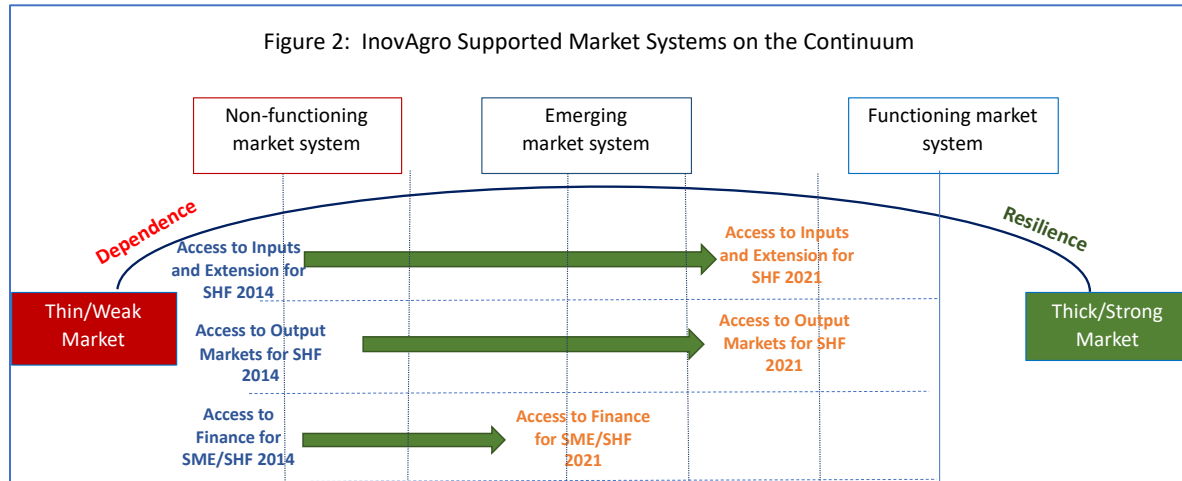 Figure 2: InovAgro Supported Market Systems on the Continuum
Non-functioning
market system
Emerging
market system
Functioning market
system
Dependence
Resilience
Access to Inputs
and Extension for
SHF 2014
Access to Inputs
and Extension for
SHF 2021
Thin/Weak
Market
Thick/Strong
Market
Access to Output
Markets for SHF
2014
Access to Output
Markets for SHF
2021
Access to
Finance for
SME/SHF 2014
Access to Finance
for SME/SHF
2021